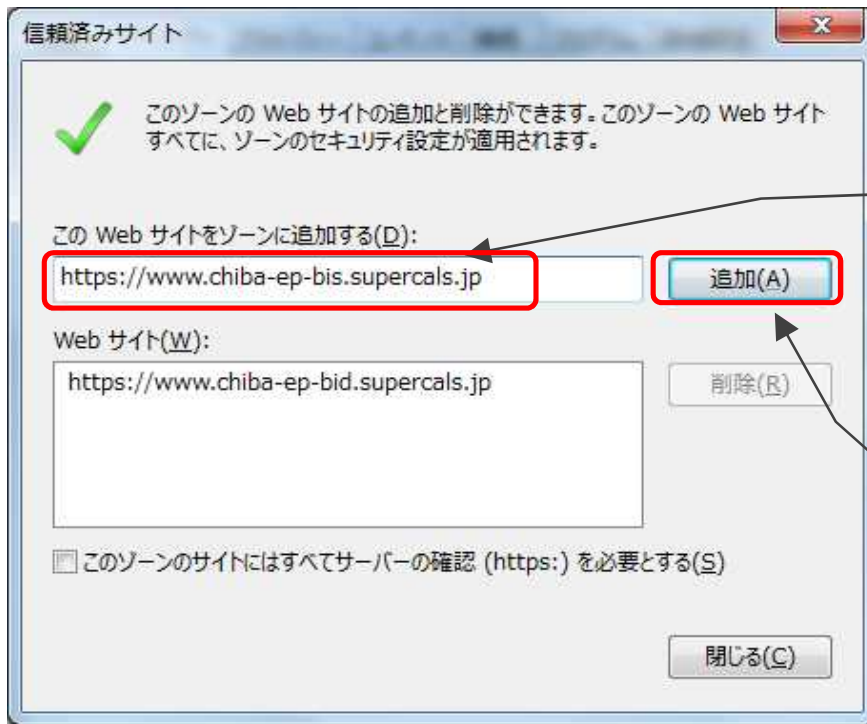 信頼済みサイト
このゾーンの Web サイトの追加と削除ができます。このゾーンの Web サイト
すべてに、ゾーンのセキュリティ設定が適用されます。
この Web サイトをゾーンに追加する(D):
https://www.chiba-ep-bis.supercals.jp
追加(A)
Web サイト(W):
https://www.chiba-ep-bid.supercals.jp
削除(R)
このゾーンのサイトにはすべてサーバーの確認 (https:) を必要とする(S)
閉じる(C)